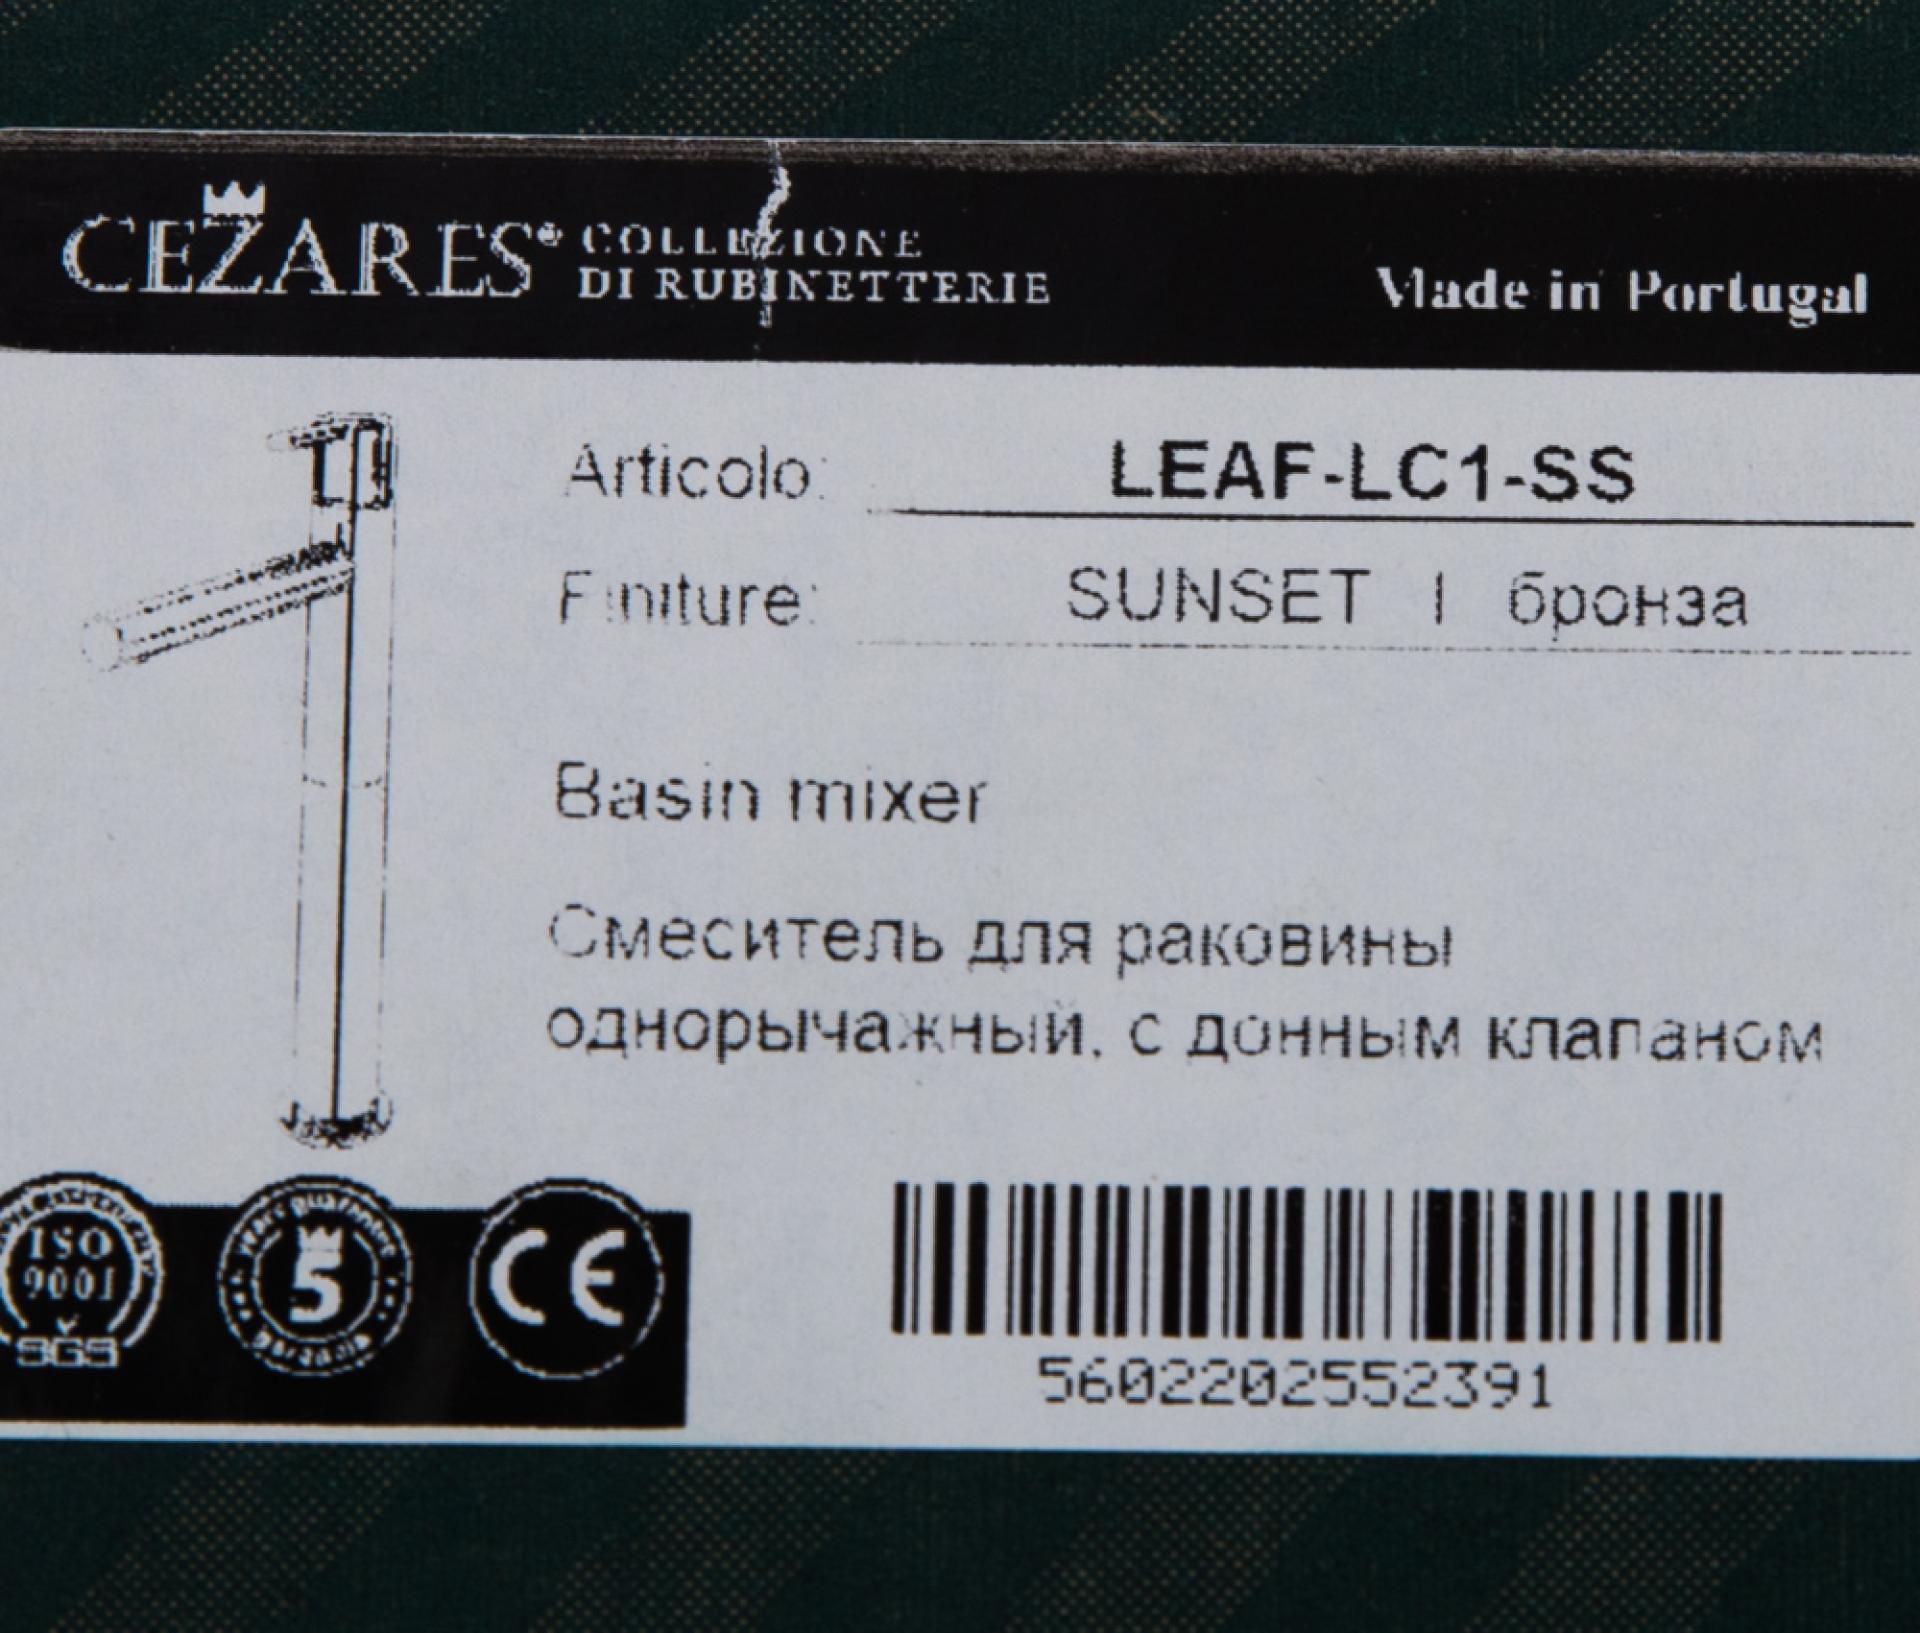 CEZARES® COLLEZIONE
DI RUBINETTERIE
Made in Portugal
Articolo: LEAF-LC1-SS
Finiture: SUNSET | бронза
Basin mixer
Смеситель для раковины
однорычажный, с донным клапаном
ISO
9001
SGS
5
CE
5602202552391